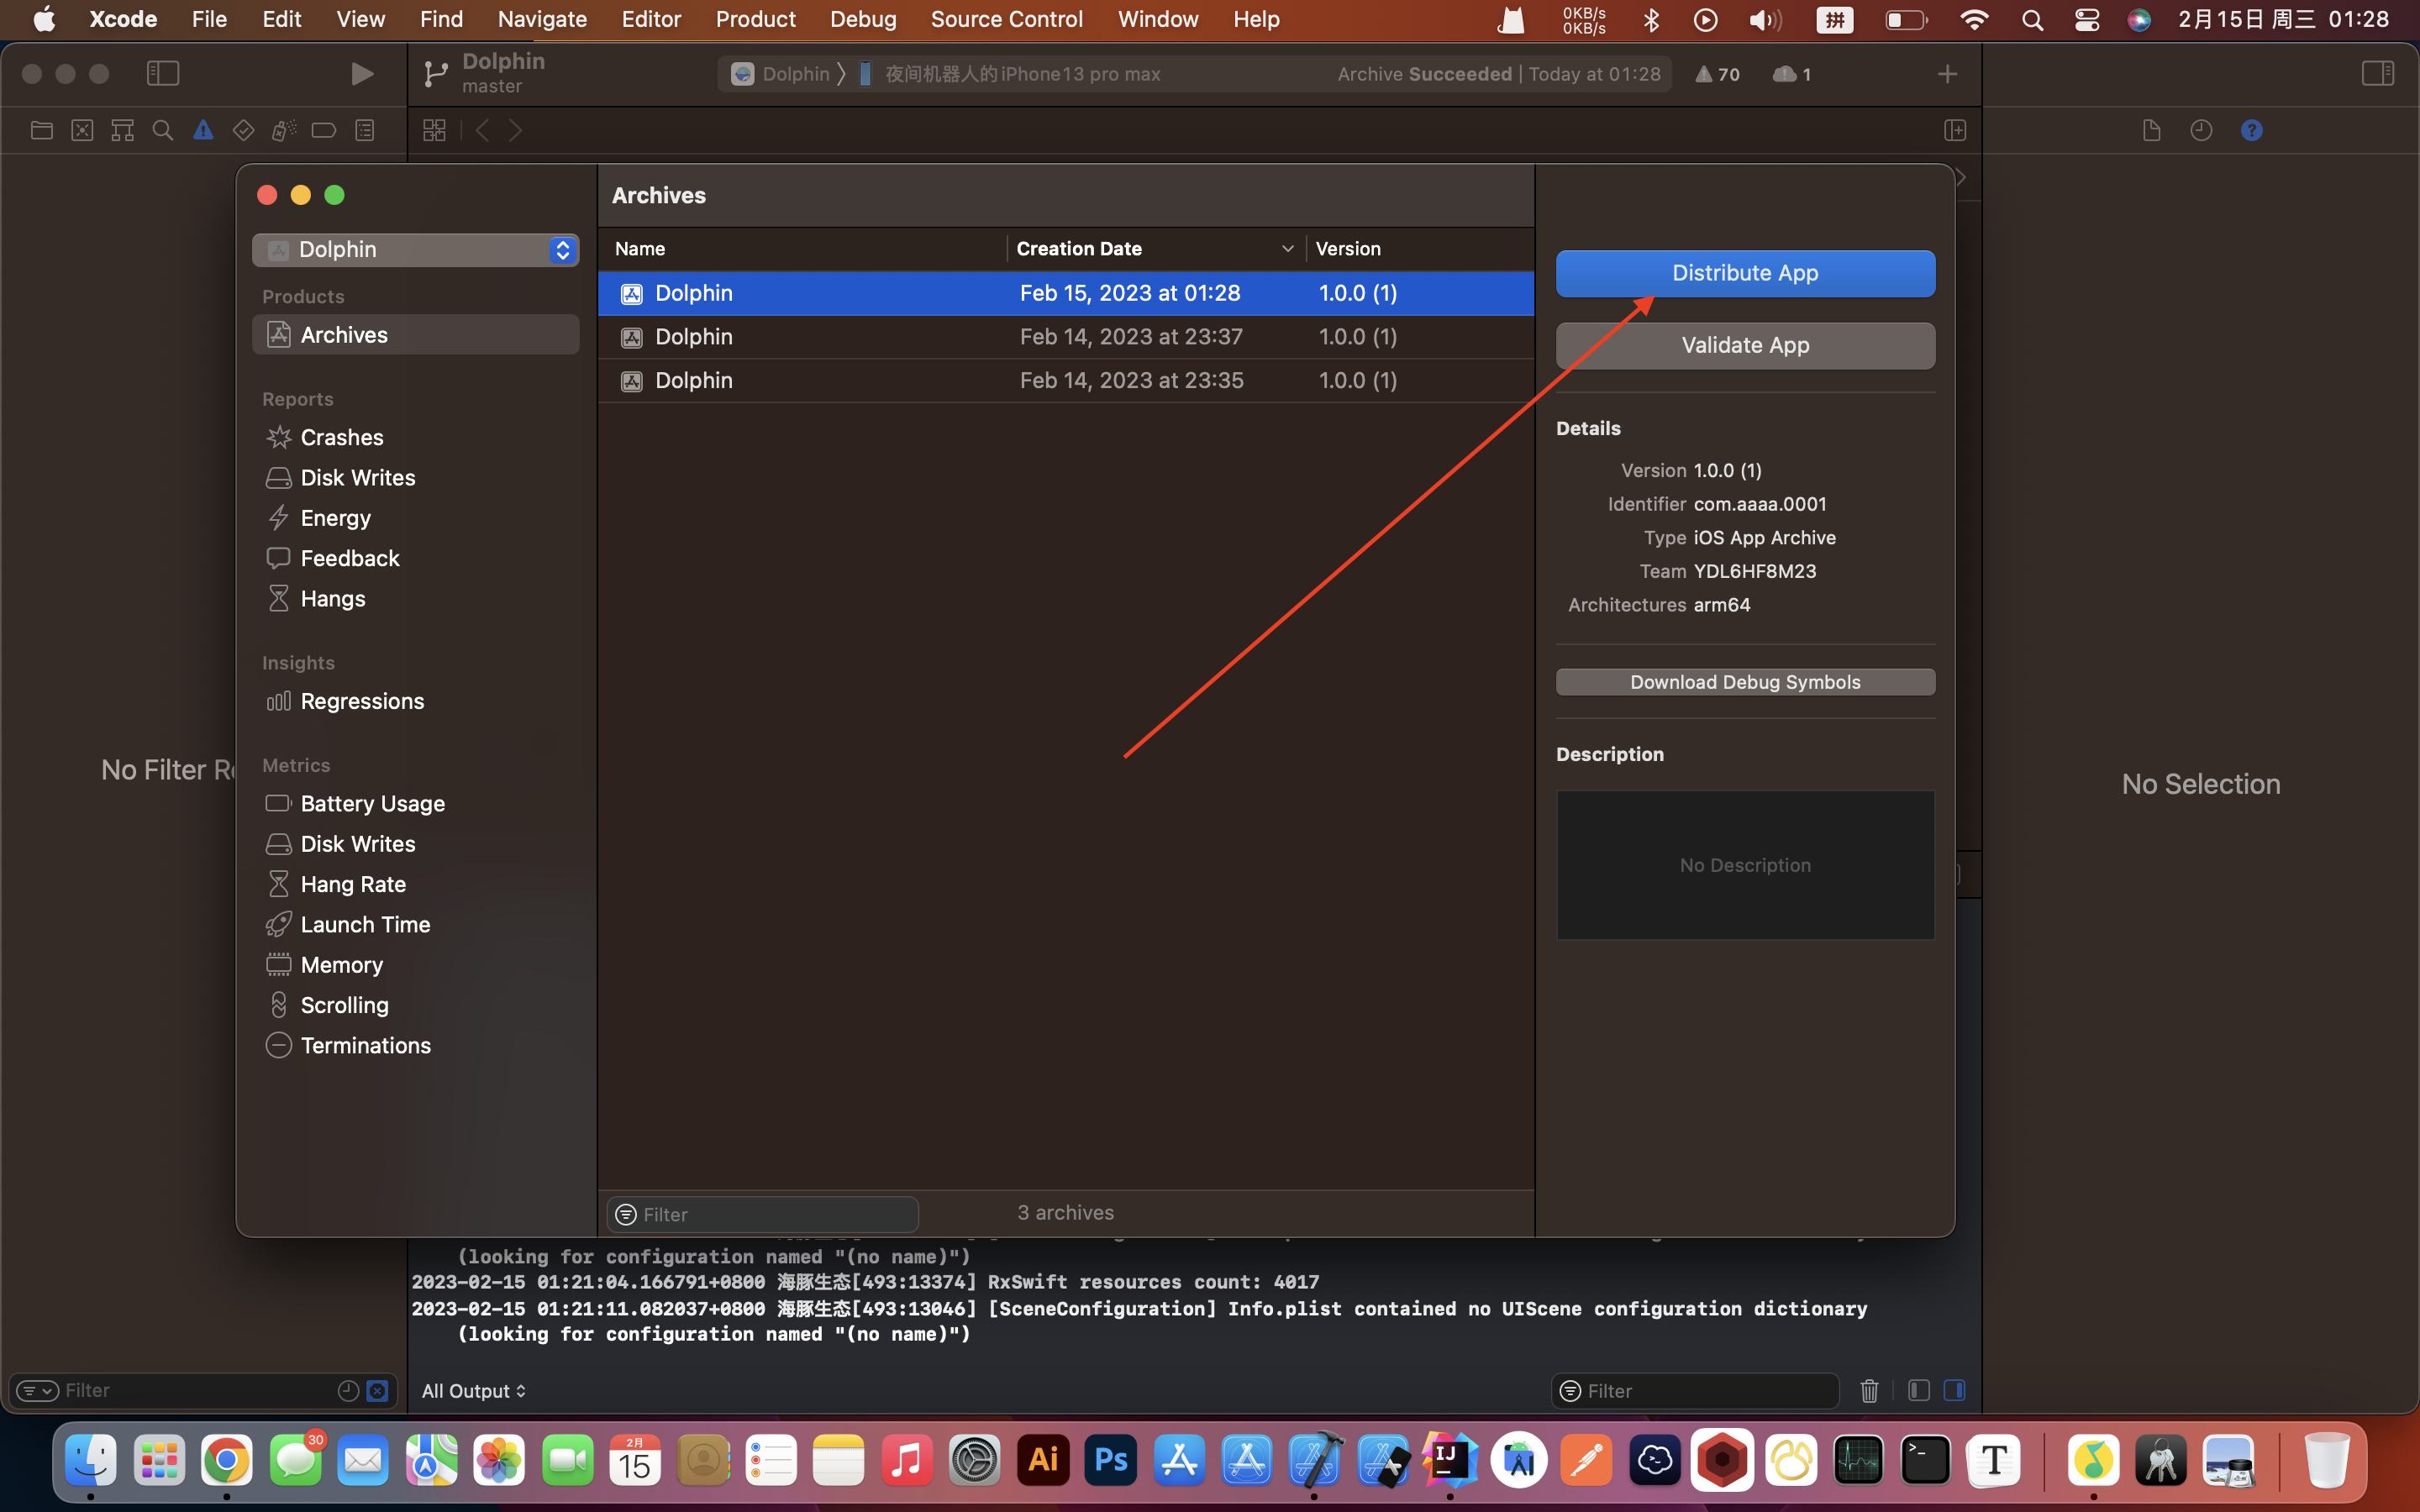 Xcode File Edit View Find Navigate Editor Product Debug Source Control Window Help
0KB/s
0KB/s
拼
2月15日 周三 01:28
Dolphin
master
Dolphin 〉 夜间机器人的iPhone13 pro max
Archive Succeeded | Today at 01:28
70
1
Dolphin
Products
Archives
Reports
Crashes
Disk Writes
Energy
Feedback
Hangs
Insights
Regressions
Metrics
Battery Usage
Disk Writes
Hang Rate
Launch Time
Memory
Scrolling
Terminations
Archives
Name Creation Date Version
Dolphin Feb 15, 2023 at 01:28 1.0.0 (1)
Dolphin Feb 14, 2023 at 23:37 1.0.0 (1)
Dolphin Feb 14, 2023 at 23:35 1.0.0 (1)
Filter
3 archives
Distribute App
Validate App
Details
Version 1.0.0 (1)
Identifier com.aaaa.0001
Type iOS App Archive
Team YDL6HF8M23
Architectures arm64
Download Debug Symbols
Description
No Description
No Filter
No Selection
(looking for configuration named "(no name)")
2023-02-15 01:21:04.166791+0800 海豚生态[493:13374] RxSwift resources count: 4017
2023-02-15 01:21:11.082037+0800 海豚生态[493:13046] [SceneConfiguration] Info.plist contained no UIScene configuration dictionary
(looking for configuration named "(no name)")
Filter
All Output
Filter
30
2月
15
Ai
Ps
IJ
T